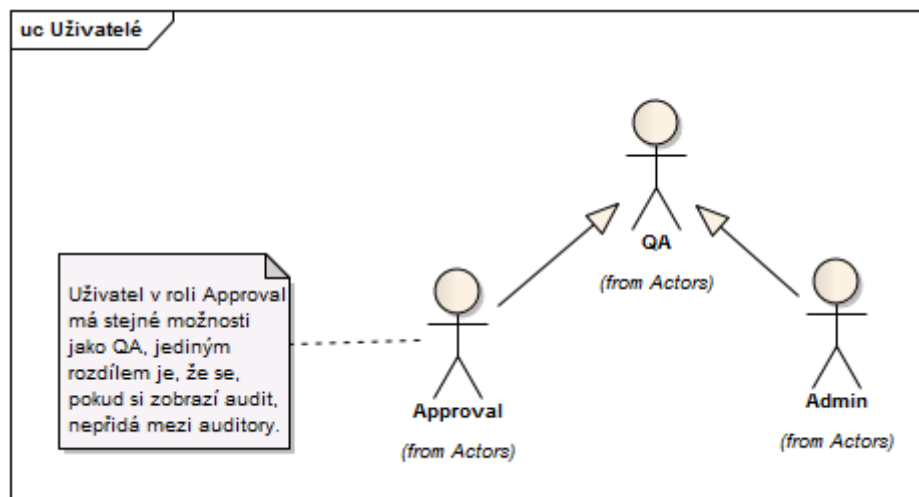 uc Uživatelé
QA
(from Actors)
Uživatel v roli Approval
má stejné možnosti
jako QA, jediným
rozdílem je, že se,
pokud si zobrazí audit,
nepřidá mezi auditory.
Approval
(from Actors)
Admin
(from Actors)